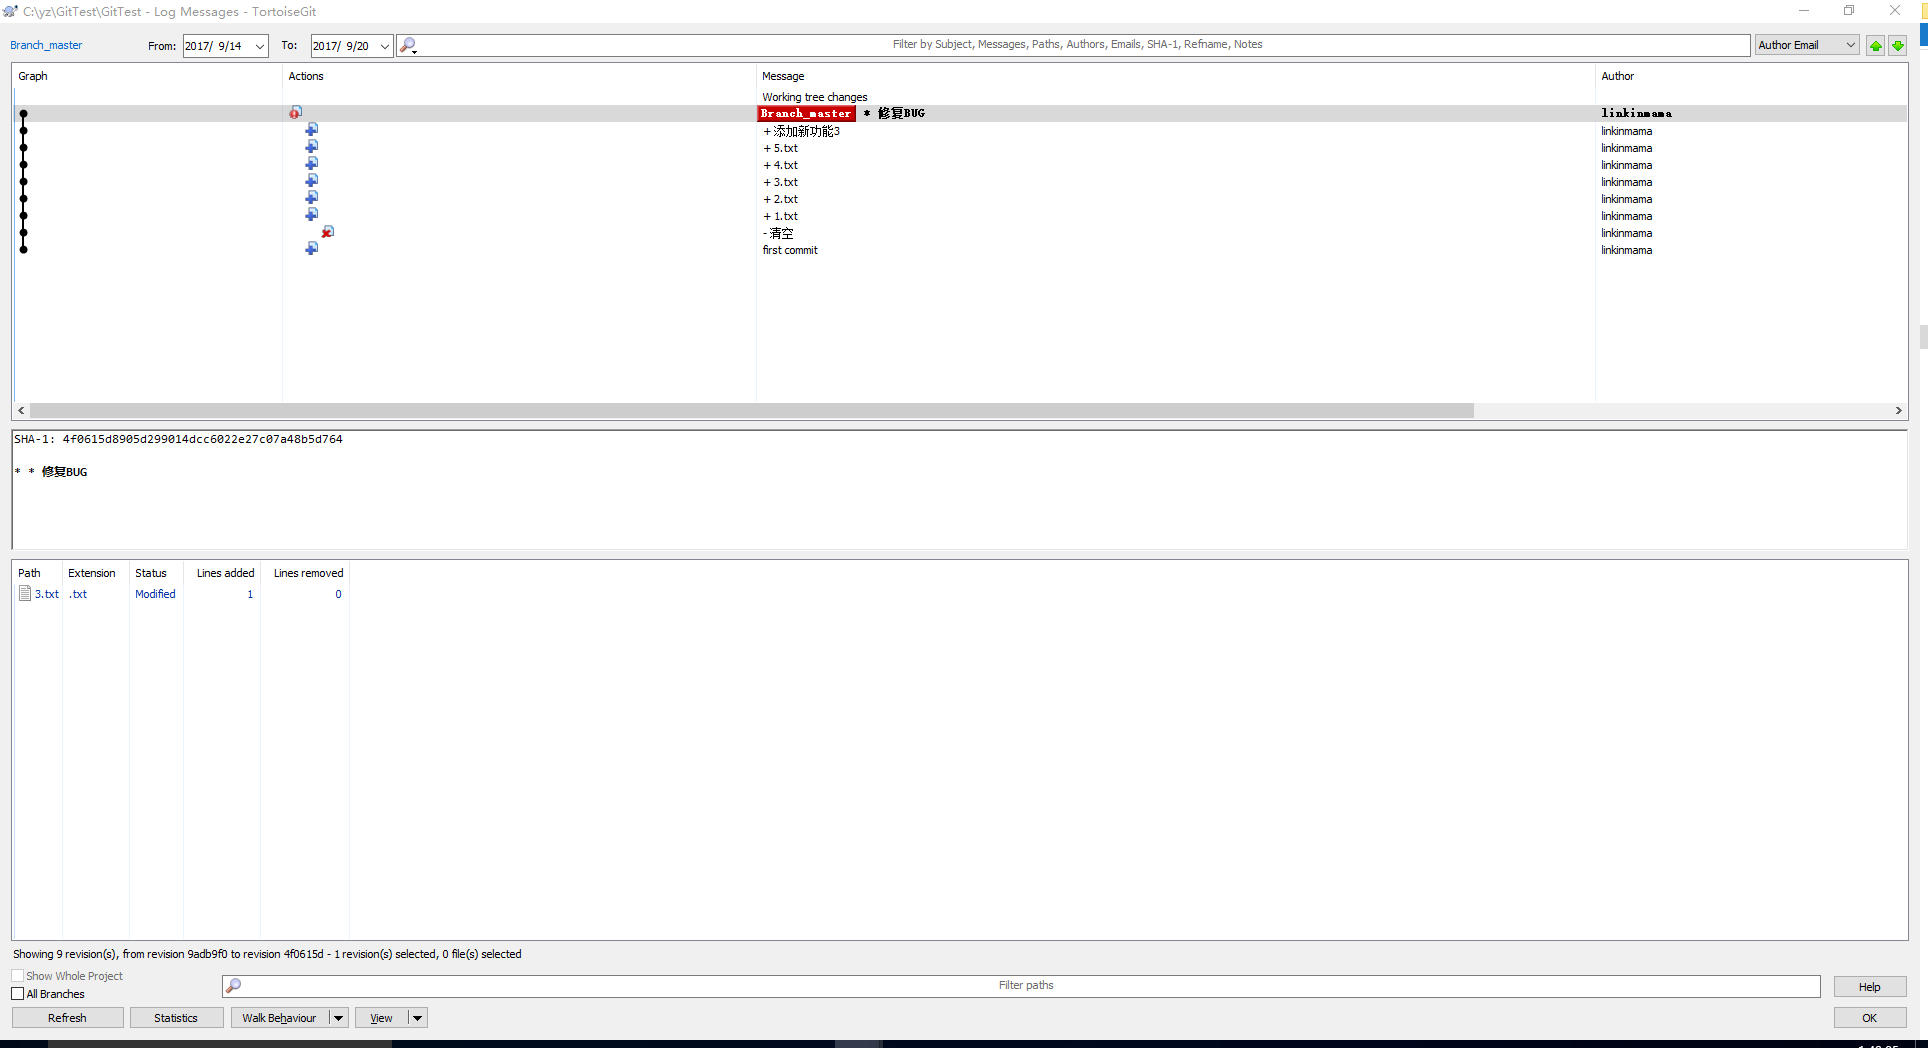 C:\yz\GitTest\GitTest - Log Messages - TortoiseGit
Branch_master From: 2017/ 9/14 To: 2017/ 9/20 Filter by Subject, Messages, Paths, Authors, Emails, SHA-1, Refname, Notes Author Email
Graph Actions Message Author
Working tree changes
Branch_master * 修复BUG linkinmama
+ 添加新功能3 linkinmama
+ 5.txt linkinmama
+ 4.txt linkinmama
+ 3.txt linkinmama
+ 2.txt linkinmama
+ 1.txt linkinmama
- 清空 linkinmama
first commit linkinmama
SHA-1: 4f0615d8905d299014dcc6022e27c07a48b5d764
* * 修复BUG
Path Extension Status Lines added Lines removed
3.txt .txt Modified 1 0
Showing 9 revision(s), from revision 9adb9f0 to revision 4f0615d - 1 revision(s) selected, 0 file(s) selected
Show Whole Project
All Branches Filter paths Help
Refresh Statistics Walk Behaviour View OK